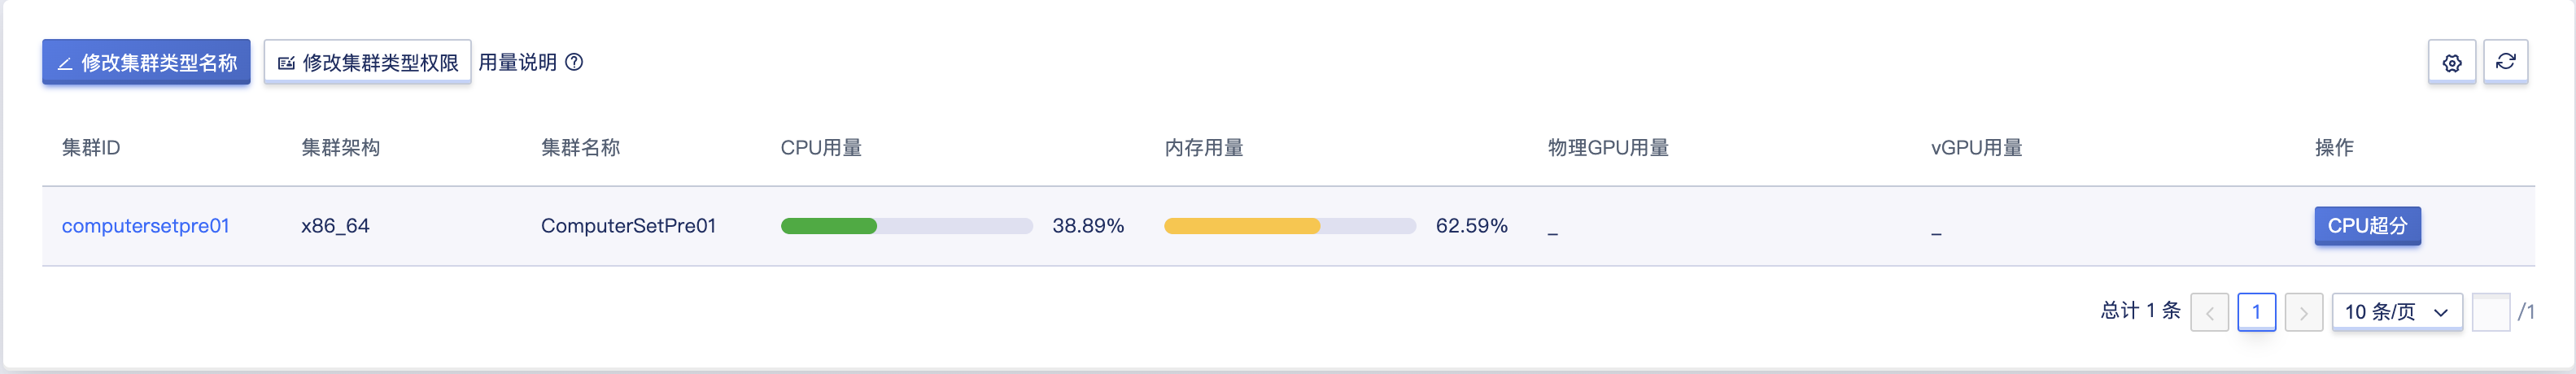 修改集群类型名称 修改集群类型权限 用量说明
集群ID 集群架构 集群名称 CPU用量 内存用量 物理GPU用量 vGPU用量 操作
computersetpre01 x86_64 ComputerSetPre01 38.89% 62.59% _ _ CPU超分
总计 1 条 1 10 条/页 /1